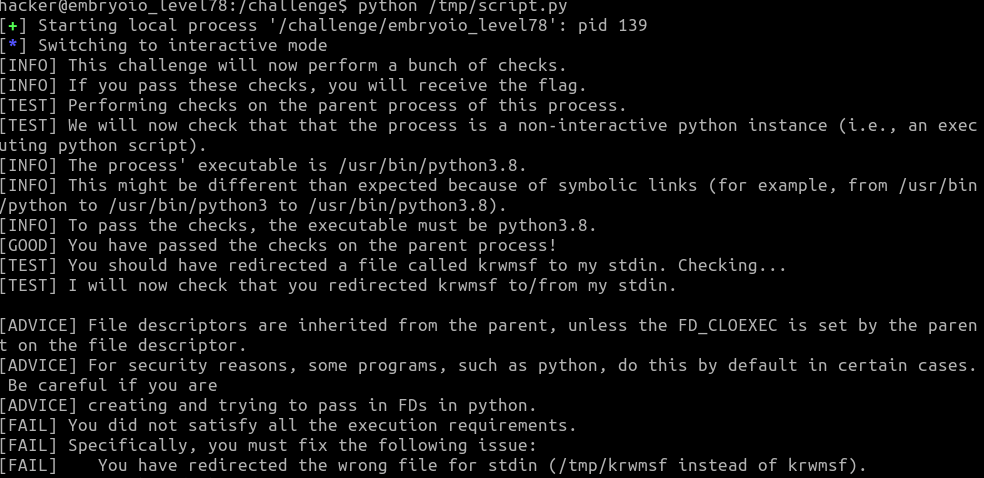 hacker@embryoio_level78:/challenge$ python /tmp/script.py
[+] Starting local process '/challenge/embryoio_level78': pid 139
[*] Switching to interactive mode
[INFO] This challenge will now perform a bunch of checks.
[INFO] If you pass these checks, you will receive the flag.
[TEST] Performing checks on the parent process of this process.
[TEST] We will now check that that the process is a non-interactive python instance (i.e., an exec
uting python script).
[INFO] The process' executable is /usr/bin/python3.8.
[INFO] This might be different than expected because of symbolic links (for example, from /usr/bin
/python to /usr/bin/python3 to /usr/bin/python3.8).
[INFO] To pass the checks, the executable must be python3.8.
[GOOD] You have passed the checks on the parent process!
[TEST] You should have redirected a file called krwmsf to my stdin. Checking...
[TEST] I will now check that you redirected krwmsf to/from my stdin.
[ADVICE] File descriptors are inherited from the parent, unless the FD_CLOEXEC is set by the paren
t on the file descriptor.
[ADVICE] For security reasons, some programs, such as python, do this by default in certain cases.
Be careful if you are
[ADVICE] creating and trying to pass in FDs in python.
[FAIL] You did not satisfy all the execution requirements.
[FAIL] Specifically, you must fix the following issue:
[FAIL]    You have redirected the wrong file for stdin (/tmp/krwmsf instead of krwmsf).